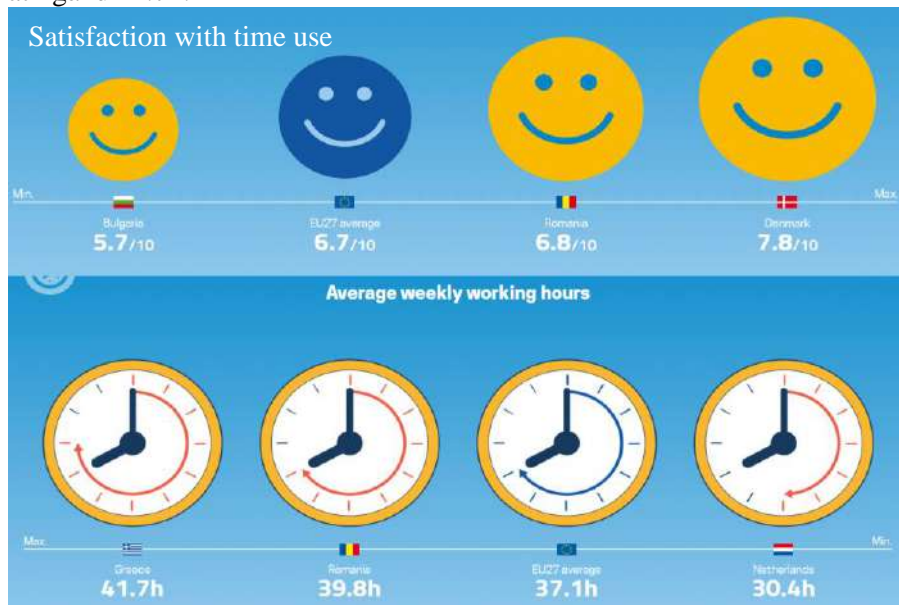 Satisfaction with time use
Min.
Max.
Bulgaria
EU27 average
Romania
Denmark
5.7/10
6.7/10
6.8/10
7.8/10
Average weekly working hours
Max.
Min.
Greece
Romania
EU27 average
Netherlands
41.7h
39.8h
37.1h
30.4h